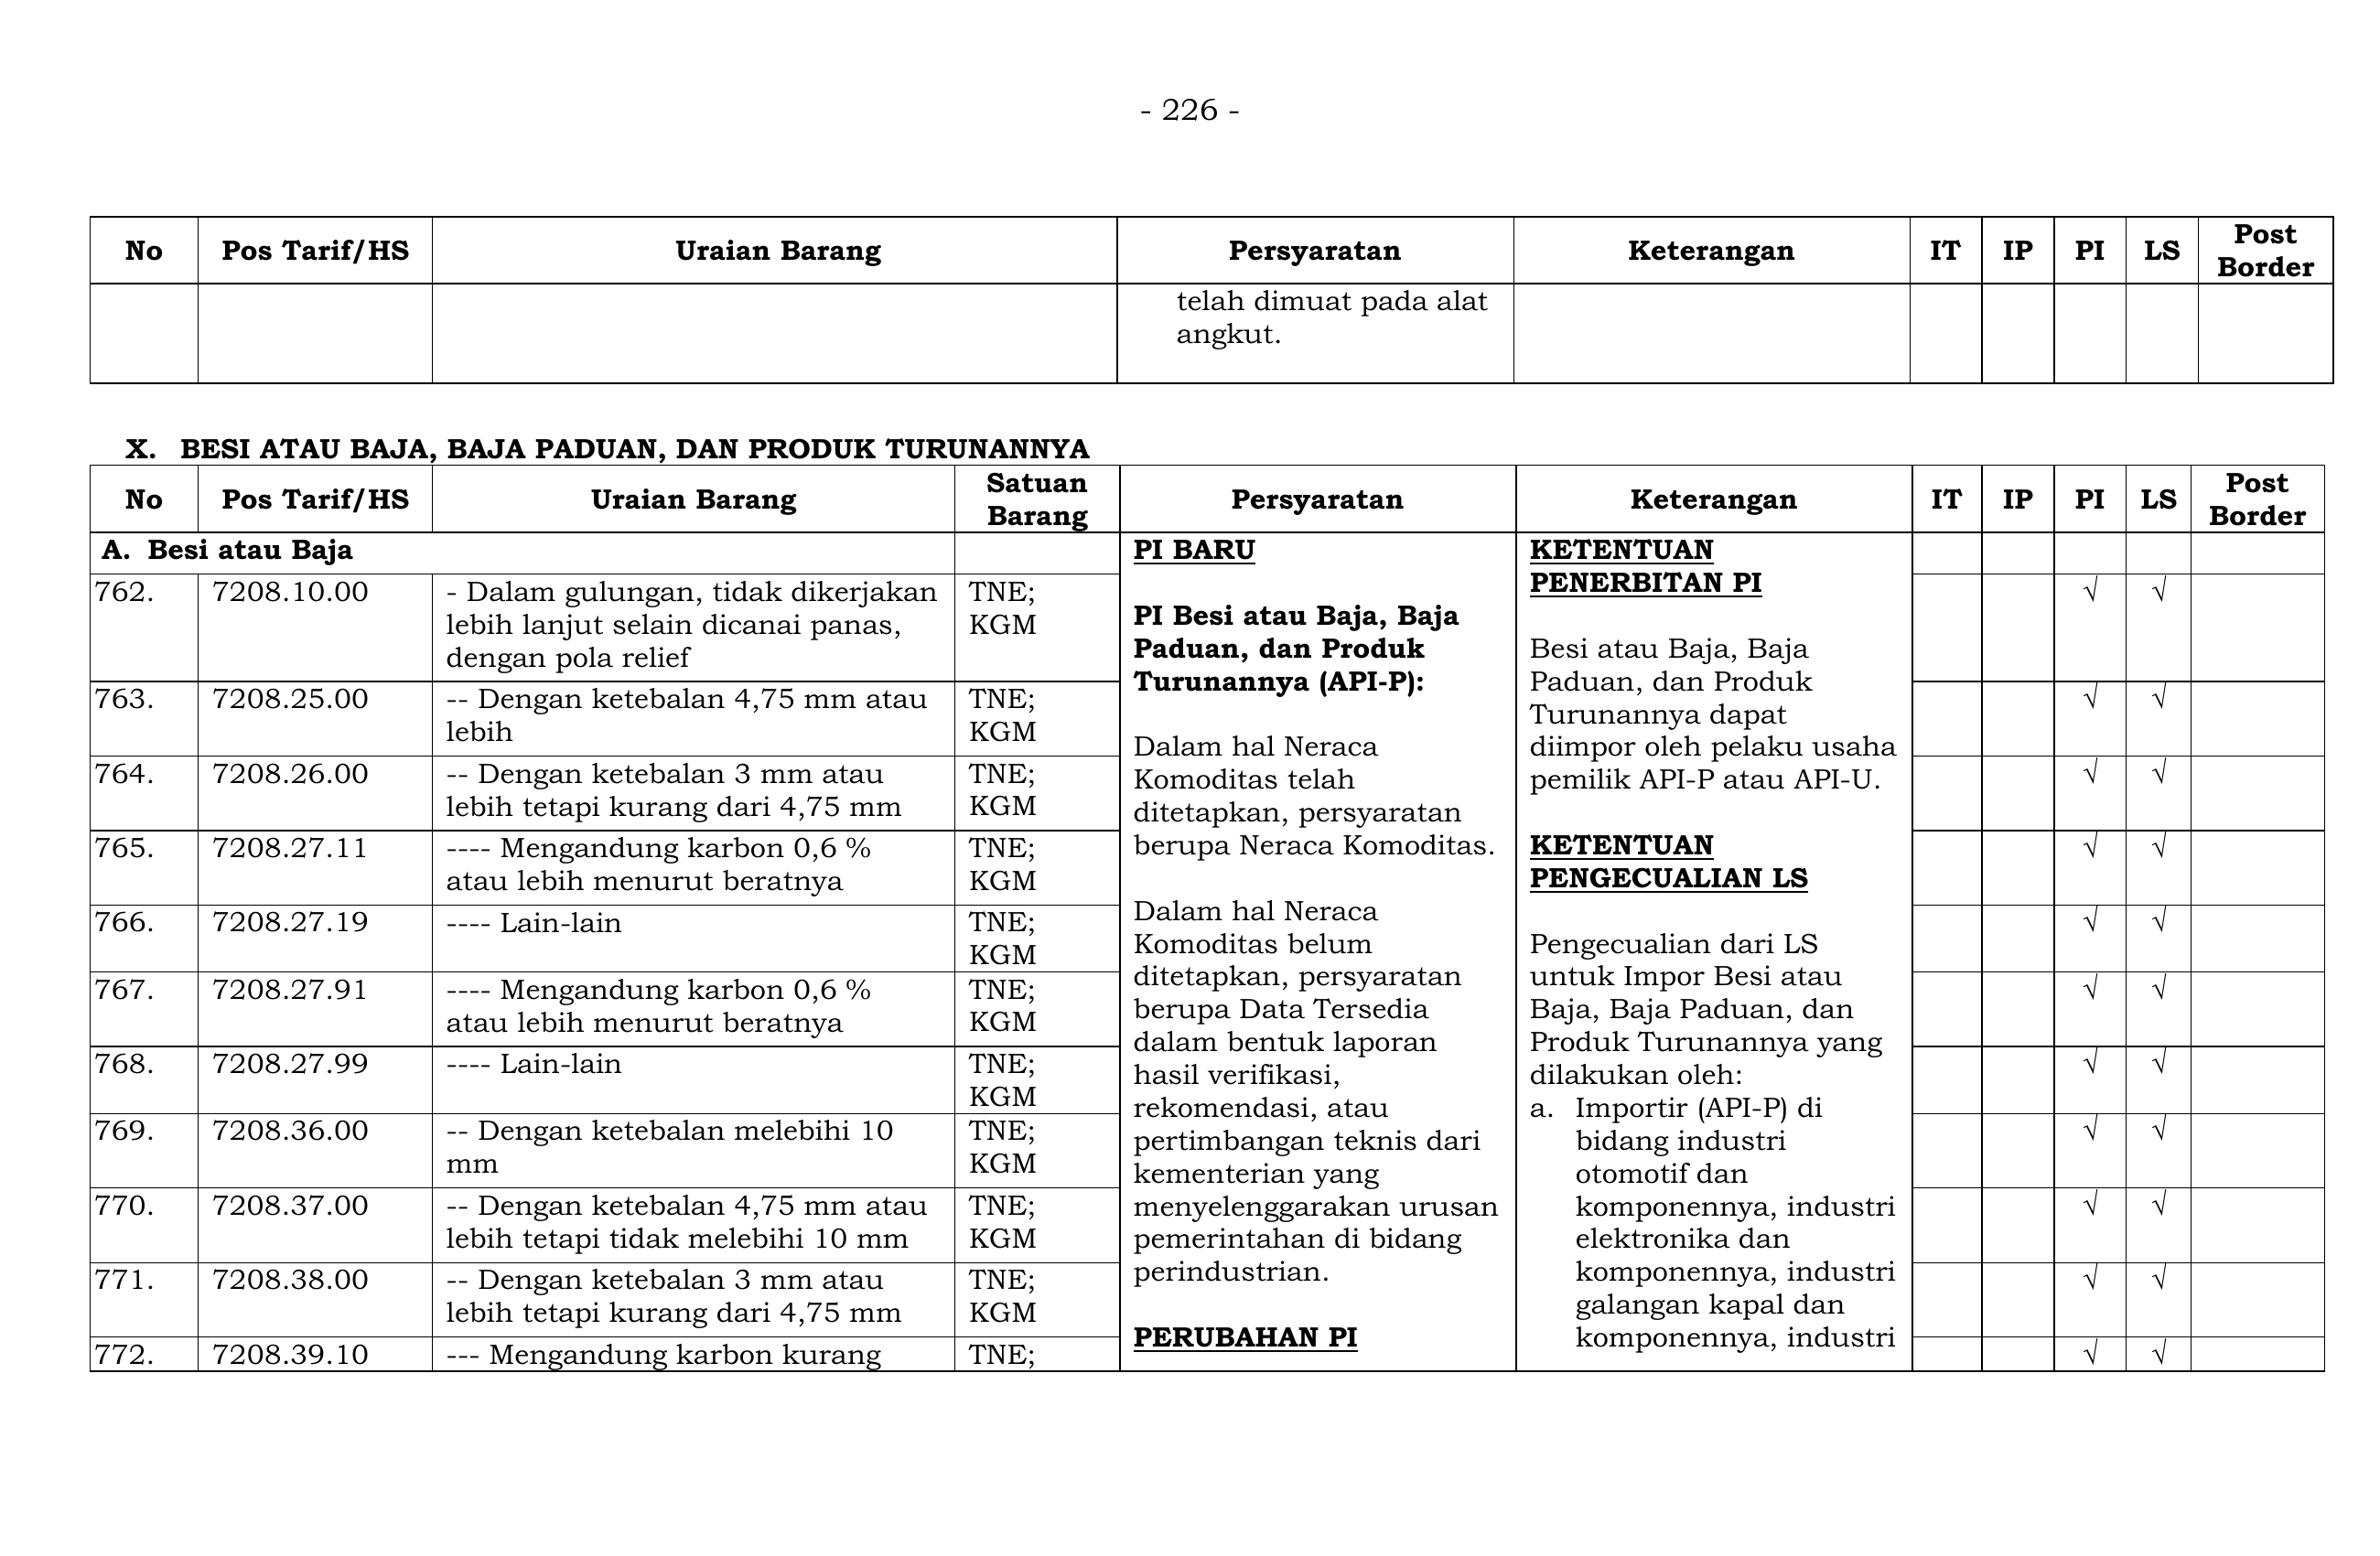 - 226 -
No Pos Tarif/HS Uraian Barang Persyaratan Keterangan IT IP PI LS Post Border
telah dimuat pada alat
angkut.
X. BESI ATAU BAJA, BAJA PADUAN, DAN PRODUK TURUNANNYA
No Pos Tarif/HS Uraian Barang Satuan Barang Persyaratan Keterangan IT IP PI LS Post Border
A. Besi atau Baja
762. 7208.10.00 - Dalam gulungan, tidak dikerjakan TNE; √ √
lebih lanjut selain dicanai panas, KGM
dengan pola relief
763. 7208.25.00 -- Dengan ketebalan 4,75 mm atau TNE; √ √
lebih KGM
764. 7208.26.00 -- Dengan ketebalan 3 mm atau TNE; √ √
lebih tetapi kurang dari 4,75 mm KGM
765. 7208.27.11 ---- Mengandung karbon 0,6 % TNE; √ √
atau lebih menurut beratnya KGM
766. 7208.27.19 ---- Lain-lain TNE; √ √
KGM
767. 7208.27.91 ---- Mengandung karbon 0,6 % TNE; √ √
atau lebih menurut beratnya KGM
768. 7208.27.99 ---- Lain-lain TNE; √ √
KGM
769. 7208.36.00 -- Dengan ketebalan melebihi 10 TNE; √ √
mm KGM
770. 7208.37.00 -- Dengan ketebalan 4,75 mm atau TNE; √ √
lebih tetapi tidak melebihi 10 mm KGM
771. 7208.38.00 -- Dengan ketebalan 3 mm atau TNE; √ √
lebih tetapi kurang dari 4,75 mm KGM
772. 7208.39.10 --- Mengandung karbon kurang TNE; √ √
PI BARU
PI Besi atau Baja, Baja
Paduan, dan Produk
Turunannya (API-P):
Dalam hal Neraca
Komoditas telah
ditetapkan, persyaratan
berupa Neraca Komoditas.
Dalam hal Neraca
Komoditas belum
ditetapkan, persyaratan
berupa Data Tersedia
dalam bentuk laporan
hasil verifikasi,
rekomendasi, atau
pertimbangan teknis dari
kementerian yang
menyelenggarakan urusan
pemerintahan di bidang
perindustrian.
PERUBAHAN PI
KETENTUAN
PENERBITAN PI
Besi atau Baja, Baja
Paduan, dan Produk
Turunannya dapat
diimpor oleh pelaku usaha
pemilik API-P atau API-U.
KETENTUAN
PENGECUALIAN LS
Pengecualian dari LS
untuk Impor Besi atau
Baja, Baja Paduan, dan
Produk Turunannya yang
dilakukan oleh:
a. Importir (API-P) di
bidang industri
otomotif dan
komponennya, industri
elektronika dan
komponennya, industri
galangan kapal dan
komponennya, industri